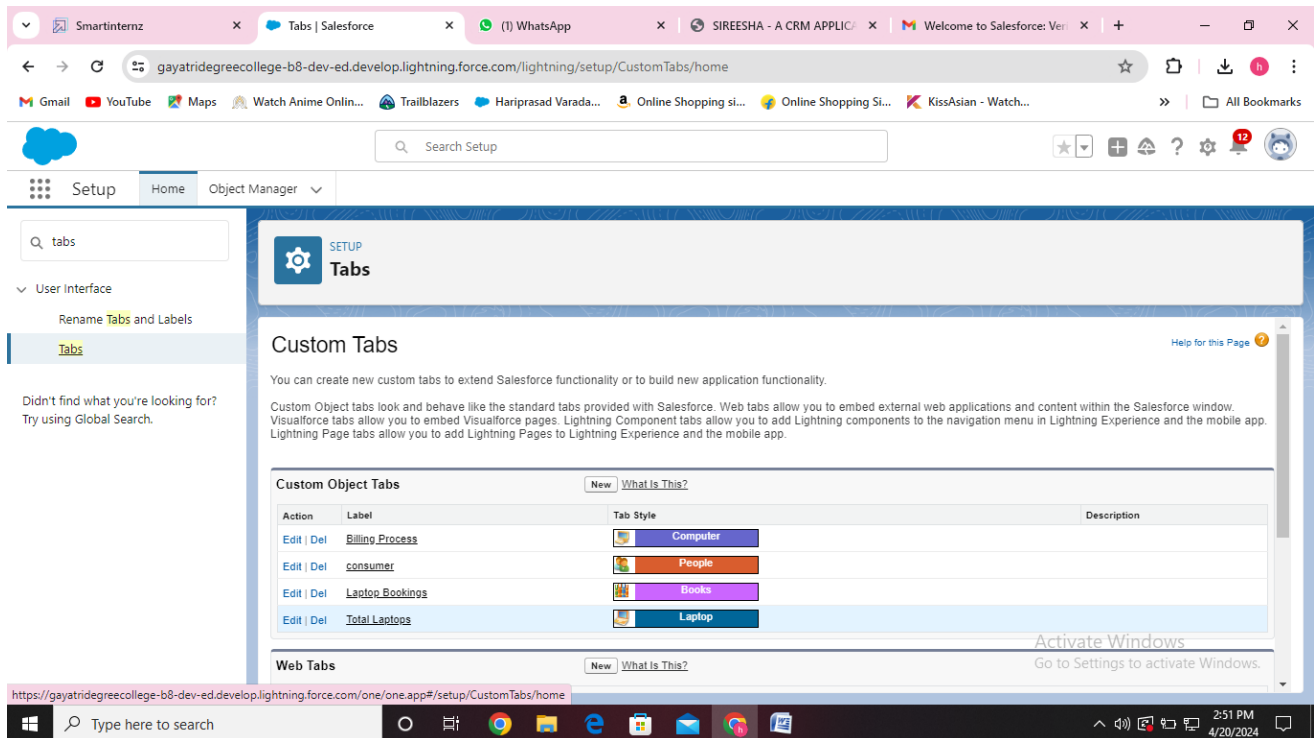 Smartinternz
Tabs | Salesforce
(1) WhatsApp
SIREESHA - A CRM APPLICA
Welcome to Salesforce: Veri
gayatridegreecollege-b8-dev-ed.develop.lightning.force.com/lightning/setup/CustomTabs/home
h
Gmail
YouTube
Maps
Watch Anime Onlin...
Trailblazers
Hariprasad Varada...
Online Shopping si...
Online Shopping Si...
KissAsian - Watch...
»
All Bookmarks
Search Setup
12
Setup
Home
Object Manager
tabs
SETUP
Tabs
User Interface
Rename Tabs and Labels
Tabs
Didn't find what you're looking for?
Try using Global Search.
Custom Tabs
Help for this Page
You can create new custom tabs to extend Salesforce functionality or to build new application functionality.
Custom Object tabs look and behave like the standard tabs provided with Salesforce. Web tabs allow you to embed external web applications and content within the Salesforce window.
Visualforce tabs allow you to embed Visualforce pages. Lightning Component tabs allow you to add Lightning components to the navigation menu in Lightning Experience and the mobile app.
Lightning Page tabs allow you to add Lightning Pages to Lightning Experience and the mobile app.
Custom Object Tabs New What Is This?
Action Label Tab Style Description
Edit | Del Billing Process Computer
Edit | Del consumer People
Edit | Del Laptop Bookings Books
Edit | Del Total Laptops Laptop
Web Tabs New What Is This?
Activate Windows
Go to Settings to activate Windows.
https://gayatridegreecollege-b8-dev-ed.develop.lightning.force.com/one/one.app#/setup/CustomTabs/home
Type here to search
2:51 PM
4/20/2024